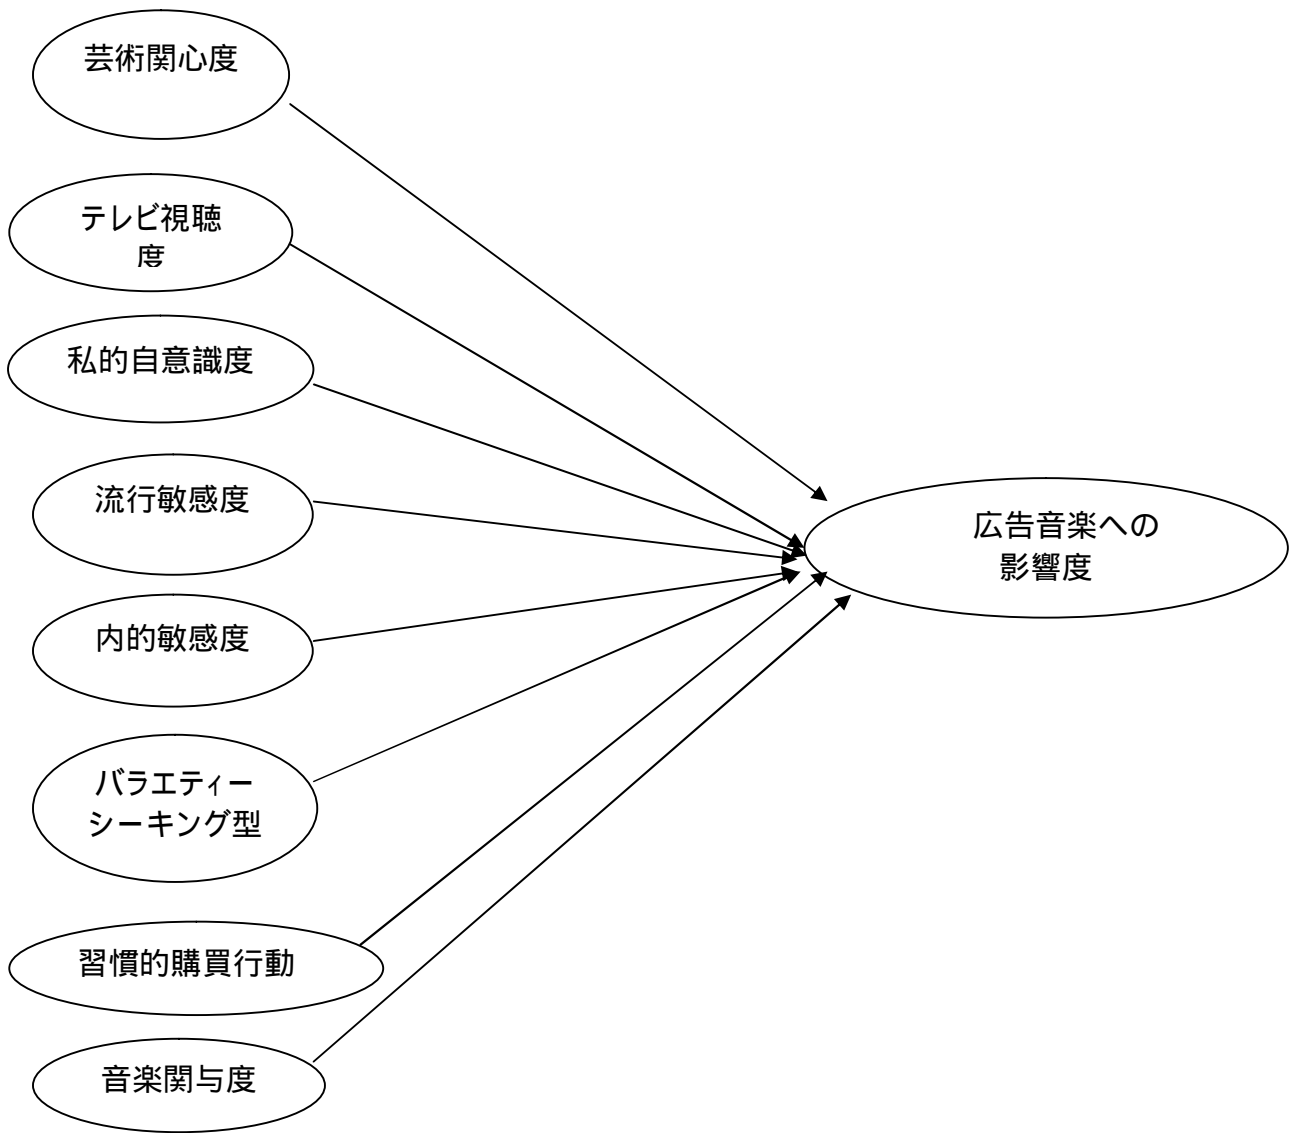 芸術関心度
テレビ視聴
度
私的自意識度
流行敏感度
内的敏感度
バラエティー
シーキング型
習慣的購買行動
音楽関与度
広告音楽への
影響度